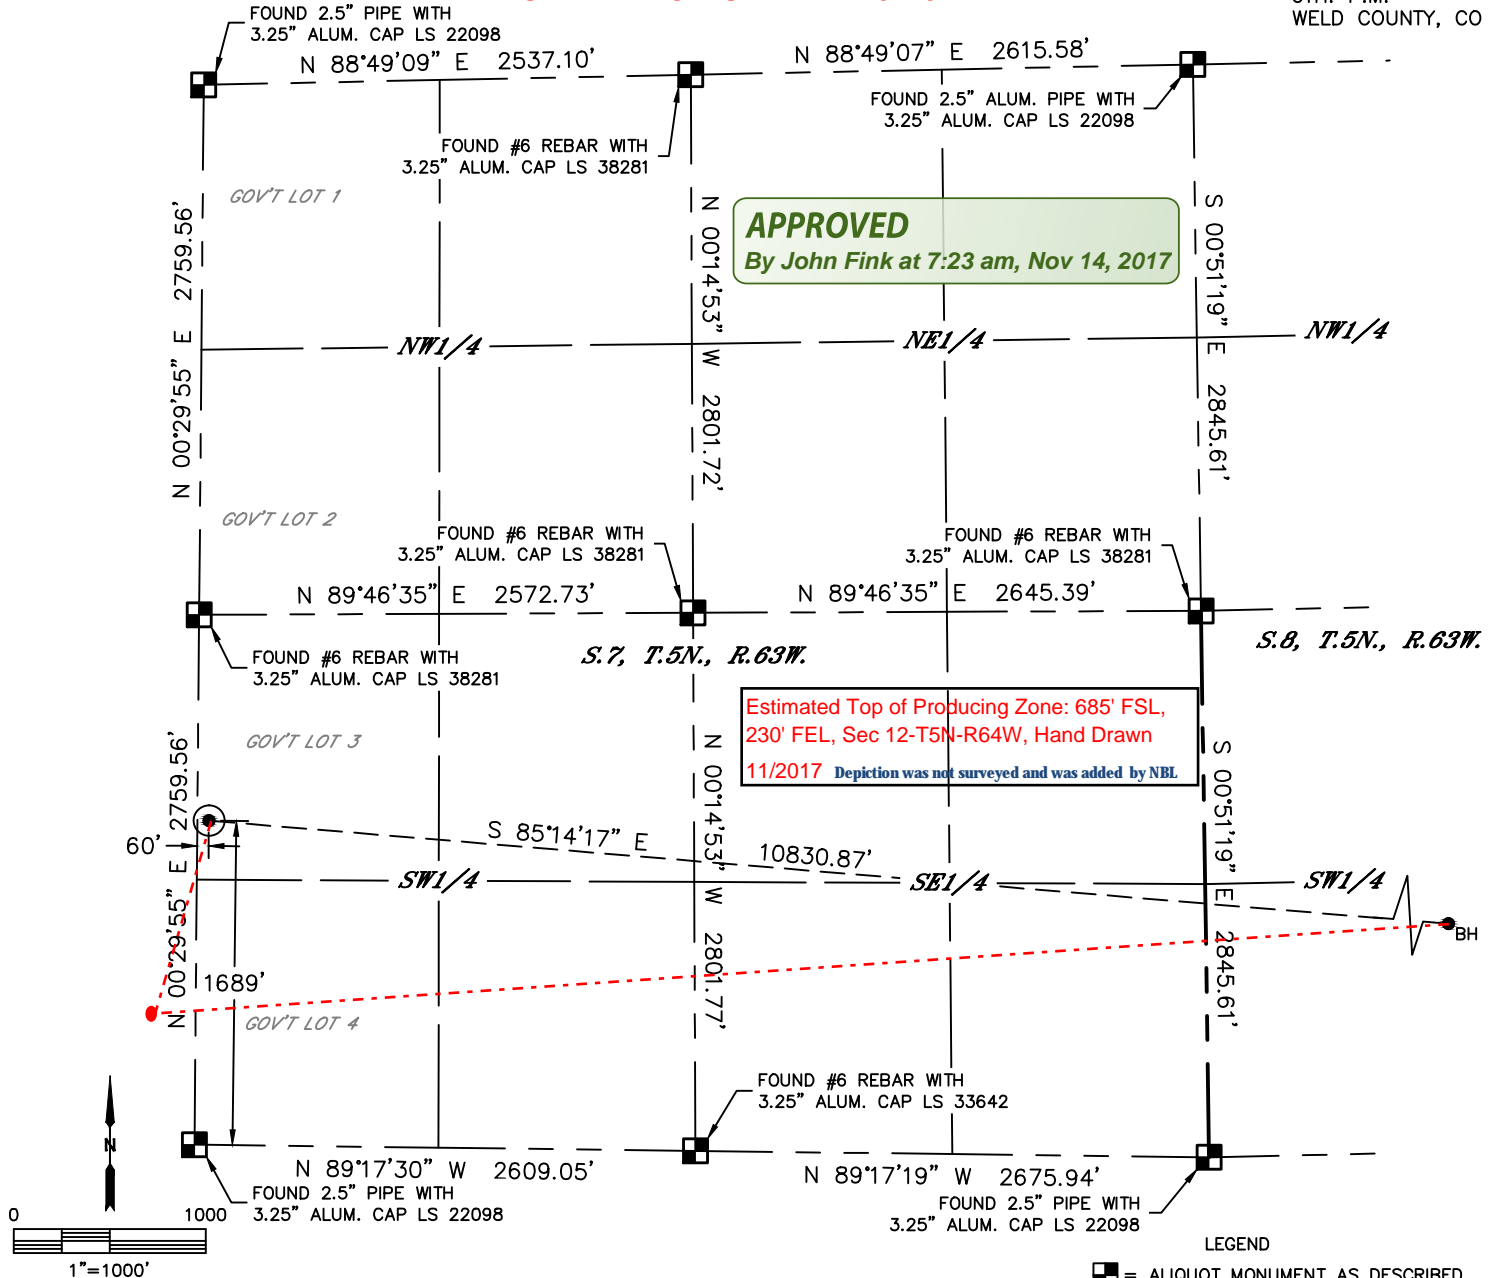 WELD COUNTY, CO
FOUND 2.5" PIPE WITH
3.25" ALUM. CAP LS 22098
N 88°49'09" E 2537.10'
N 88°49'07" E 2615.58'
FOUND 2.5" ALUM. PIPE WITH
3.25" ALUM. CAP LS 22098
FOUND #6 REBAR WITH
3.25" ALUM. CAP LS 38281
GOV'T LOT 1
N 00°29'55" E 2759.56'
N 00°14'53" W 2801.72'
S 00°51'19" E 2845.61'
APPROVED
By John Fink at 7:23 am, Nov 14, 2017
NW1/4
NE1/4
NW1/4
GOV'T LOT 2
FOUND #6 REBAR WITH
3.25" ALUM. CAP LS 38281
FOUND #6 REBAR WITH
3.25" ALUM. CAP LS 38281
N 89°46'35" E 2572.73'
N 89°46'35" E 2645.39'
S.7, T.5N., R.63W.
S.8, T.5N., R.63W.
FOUND #6 REBAR WITH
3.25" ALUM. CAP LS 38281
Estimated Top of Producing Zone: 685' FSL,
230' FEL, Sec 12-T5N-R64W, Hand Drawn
11/2017 Depiction was not surveyed and was added by NBL
GOV'T LOT 3
N 00°29'55" E 2759.56'
N 00°14'53" W 2801.77'
S 00°51'19" E 2845.61'
60'
S 85°14'17" E 10830.87'
SW1/4
SE1/4
SW1/4
BH
1689'
GOV'T LOT 4
FOUND #6 REBAR WITH
3.25" ALUM. CAP LS 33642
N
N 89°17'30" W 2609.05'
N 89°17'19" W 2675.94'
FOUND 2.5" PIPE WITH
3.25" ALUM. CAP LS 22098
FOUND 2.5" PIPE WITH
3.25" ALUM. CAP LS 22098
0 1000
1"=1000'
LEGEND
= ALIQUOT MONUMENT AS DESCRIBED